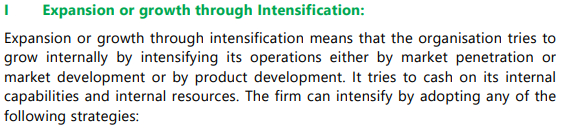 I Expansion or growth through Intensification:
Expansion or growth through intensification means that the organisation tries to
grow internally by intensifying its operations either by market penetration or
market development or by product development. It tries to cash on its internal
capabilities and internal resources. The firm can intensify by adopting any of the
following strategies: